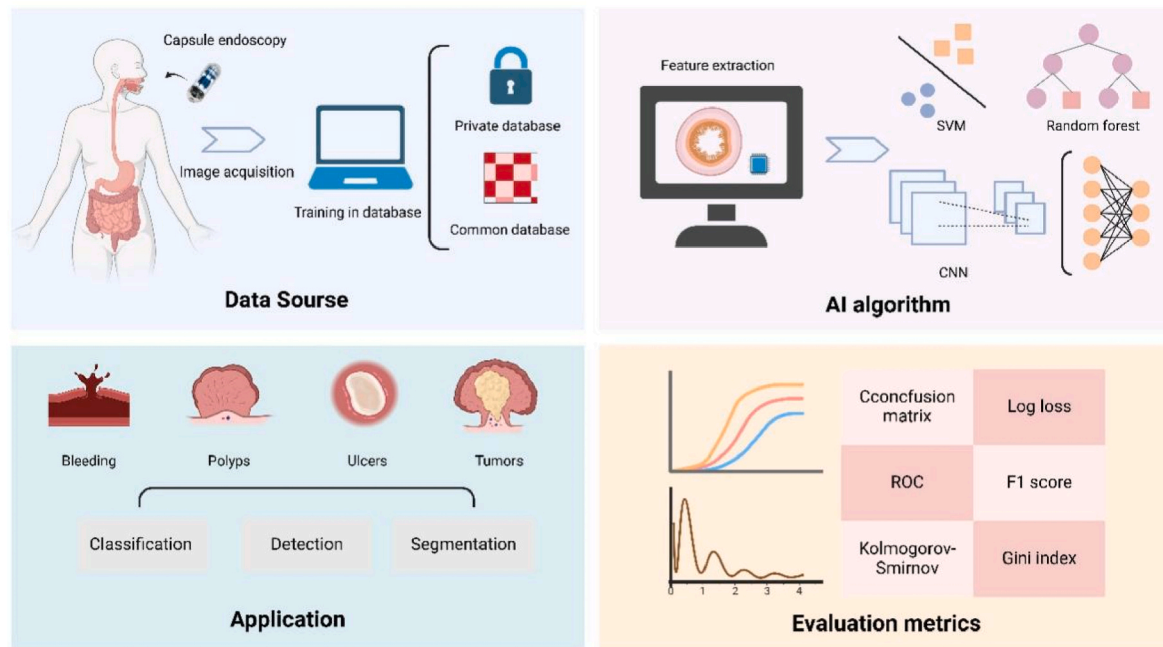 Capsule endoscopy
Image acquisition
Training in database
Private database
Common database
Data Sourse
Feature extraction
SVM
Random forest
CNN
AI algorithm
Bleeding
Polyps
Ulcers
Tumors
Classification
Detection
Segmentation
Application
0 1 2 3 4
Cconcfusion
matrix
Log loss
ROC
F1 score
Kolmogorov-
Smirnov
Gini index
Evaluation metrics